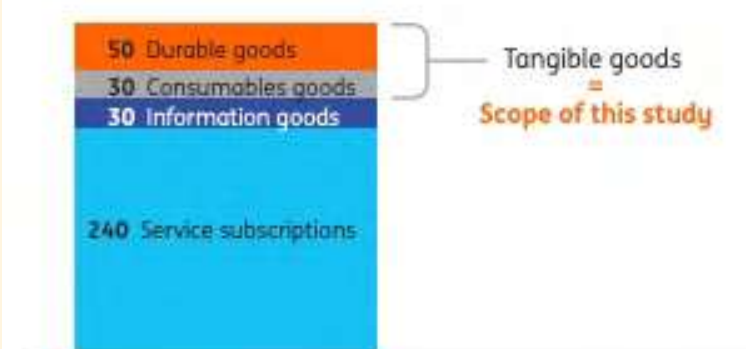 50 Durable goods
30 Consumables goods
30 Information goods
240 Service subscriptions
Tangible goods
=
Scope of this study